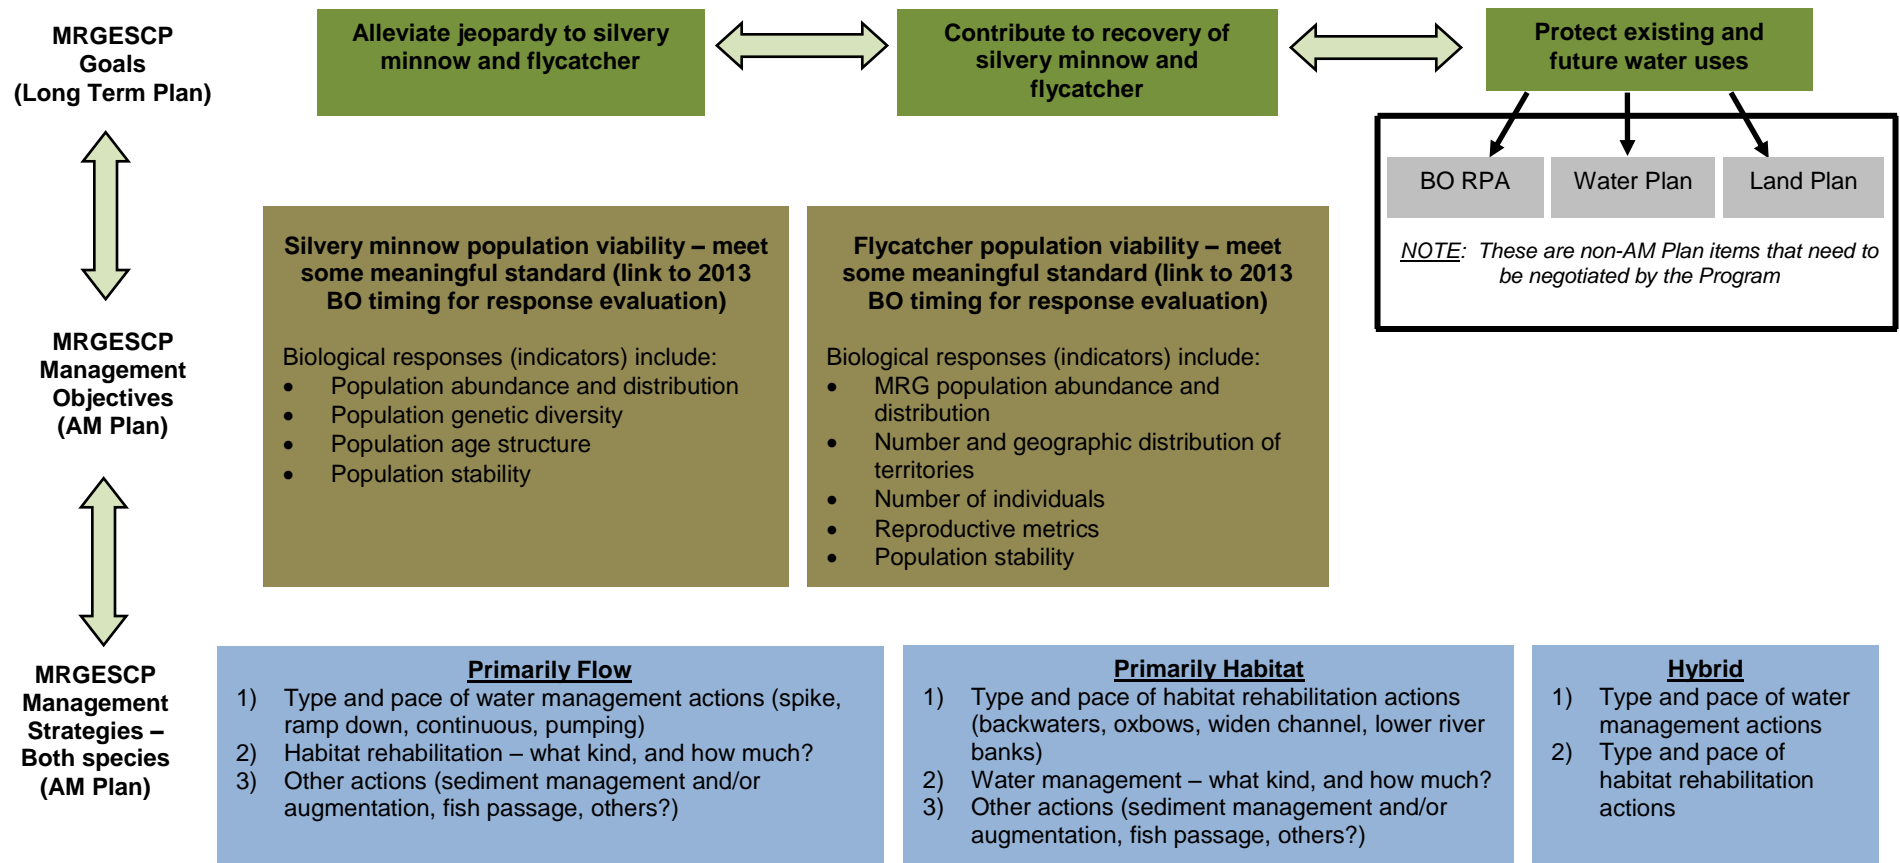 MRGESCP
Goals
(Long Term Plan)
Alleviate jeopardy to silvery
minnow and flycatcher
Contribute to recovery of
silvery minnow and
flycatcher
Protect existing and
future water uses
BO RPA
Water Plan
Land Plan
NOTE: These are non-AM Plan items that need to
be negotiated by the Program
MRGESCP
Management
Objectives
(AM Plan)
Silvery minnow population viability – meet
some meaningful standard (link to 2013
BO timing for response evaluation)
Biological responses (indicators) include:
• Population abundance and distribution
• Population genetic diversity
• Population age structure
• Population stability
Flycatcher population viability – meet
some meaningful standard (link to 2013
BO timing for response evaluation)
Biological responses (indicators) include:
• MRG population abundance and
distribution
• Number and geographic distribution of
territories
• Number of individuals
• Reproductive metrics
• Population stability
MRGESCP
Management
Strategies –
Both species
(AM Plan)
Primarily Flow
1) Type and pace of water management actions (spike,
ramp down, continuous, pumping)
2) Habitat rehabilitation – what kind, and how much?
3) Other actions (sediment management and/or
augmentation, fish passage, others?)
Primarily Habitat
1) Type and pace of habitat rehabilitation actions
(backwaters, oxbows, widen channel, lower river
banks)
2) Water management – what kind, and how much?
3) Other actions (sediment management and/or
augmentation, fish passage, others?)
Hybrid
1) Type and pace of water
management actions
2) Type and pace of
habitat rehabilitation
actions